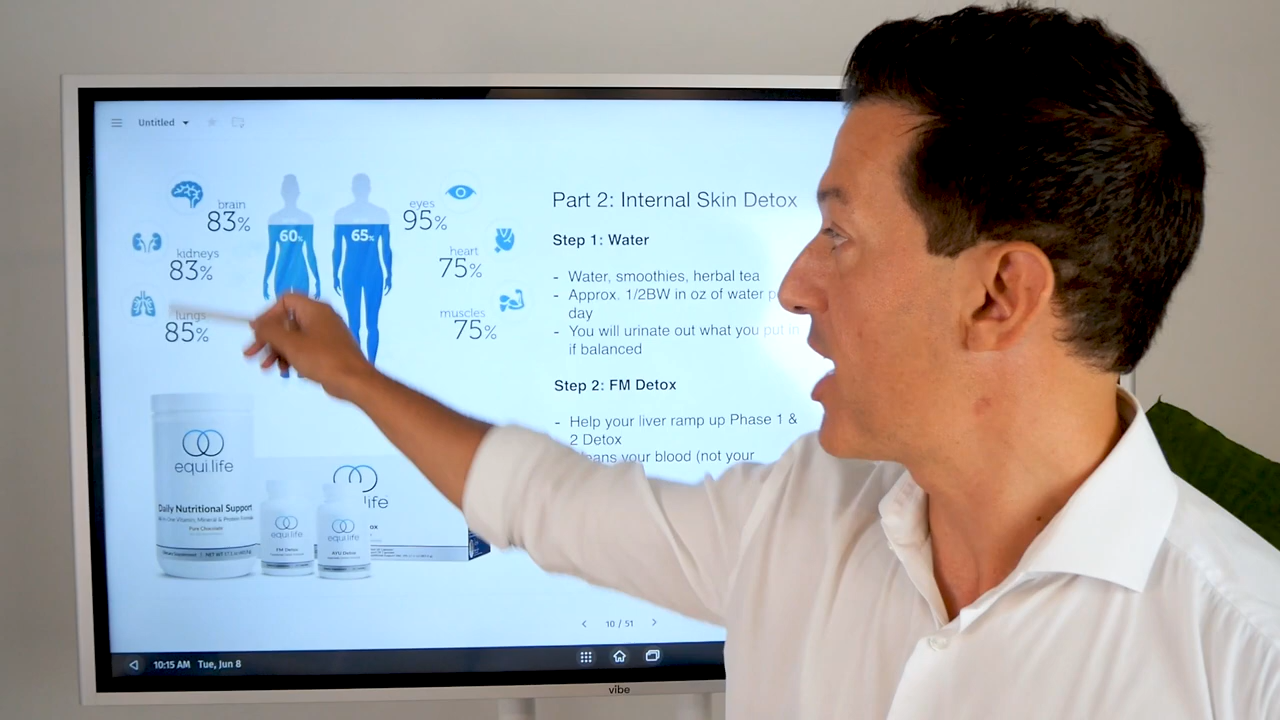 Untitled
brain
83%
kidneys
83%
lungs
85%
60%
65%
eyes
95%
heart
75%
muscles
75%
Part 2: Internal Skin Detox
Step 1: Water
- Water, smoothies, herbal tea
- Approx. 1/2BW in oz of water
day
- You will urinate out what you put in
if balanced
Step 2: FM Detox
- Help your liver ramp up Phase 1 &
2 Detox
your blood (not your
equi.life
Daily Nutritional Support
Pure Chocolate
equi.life
FM Detox
equi.life
life
10 / 51
10:15 AM Tue, Jun 8
vibe